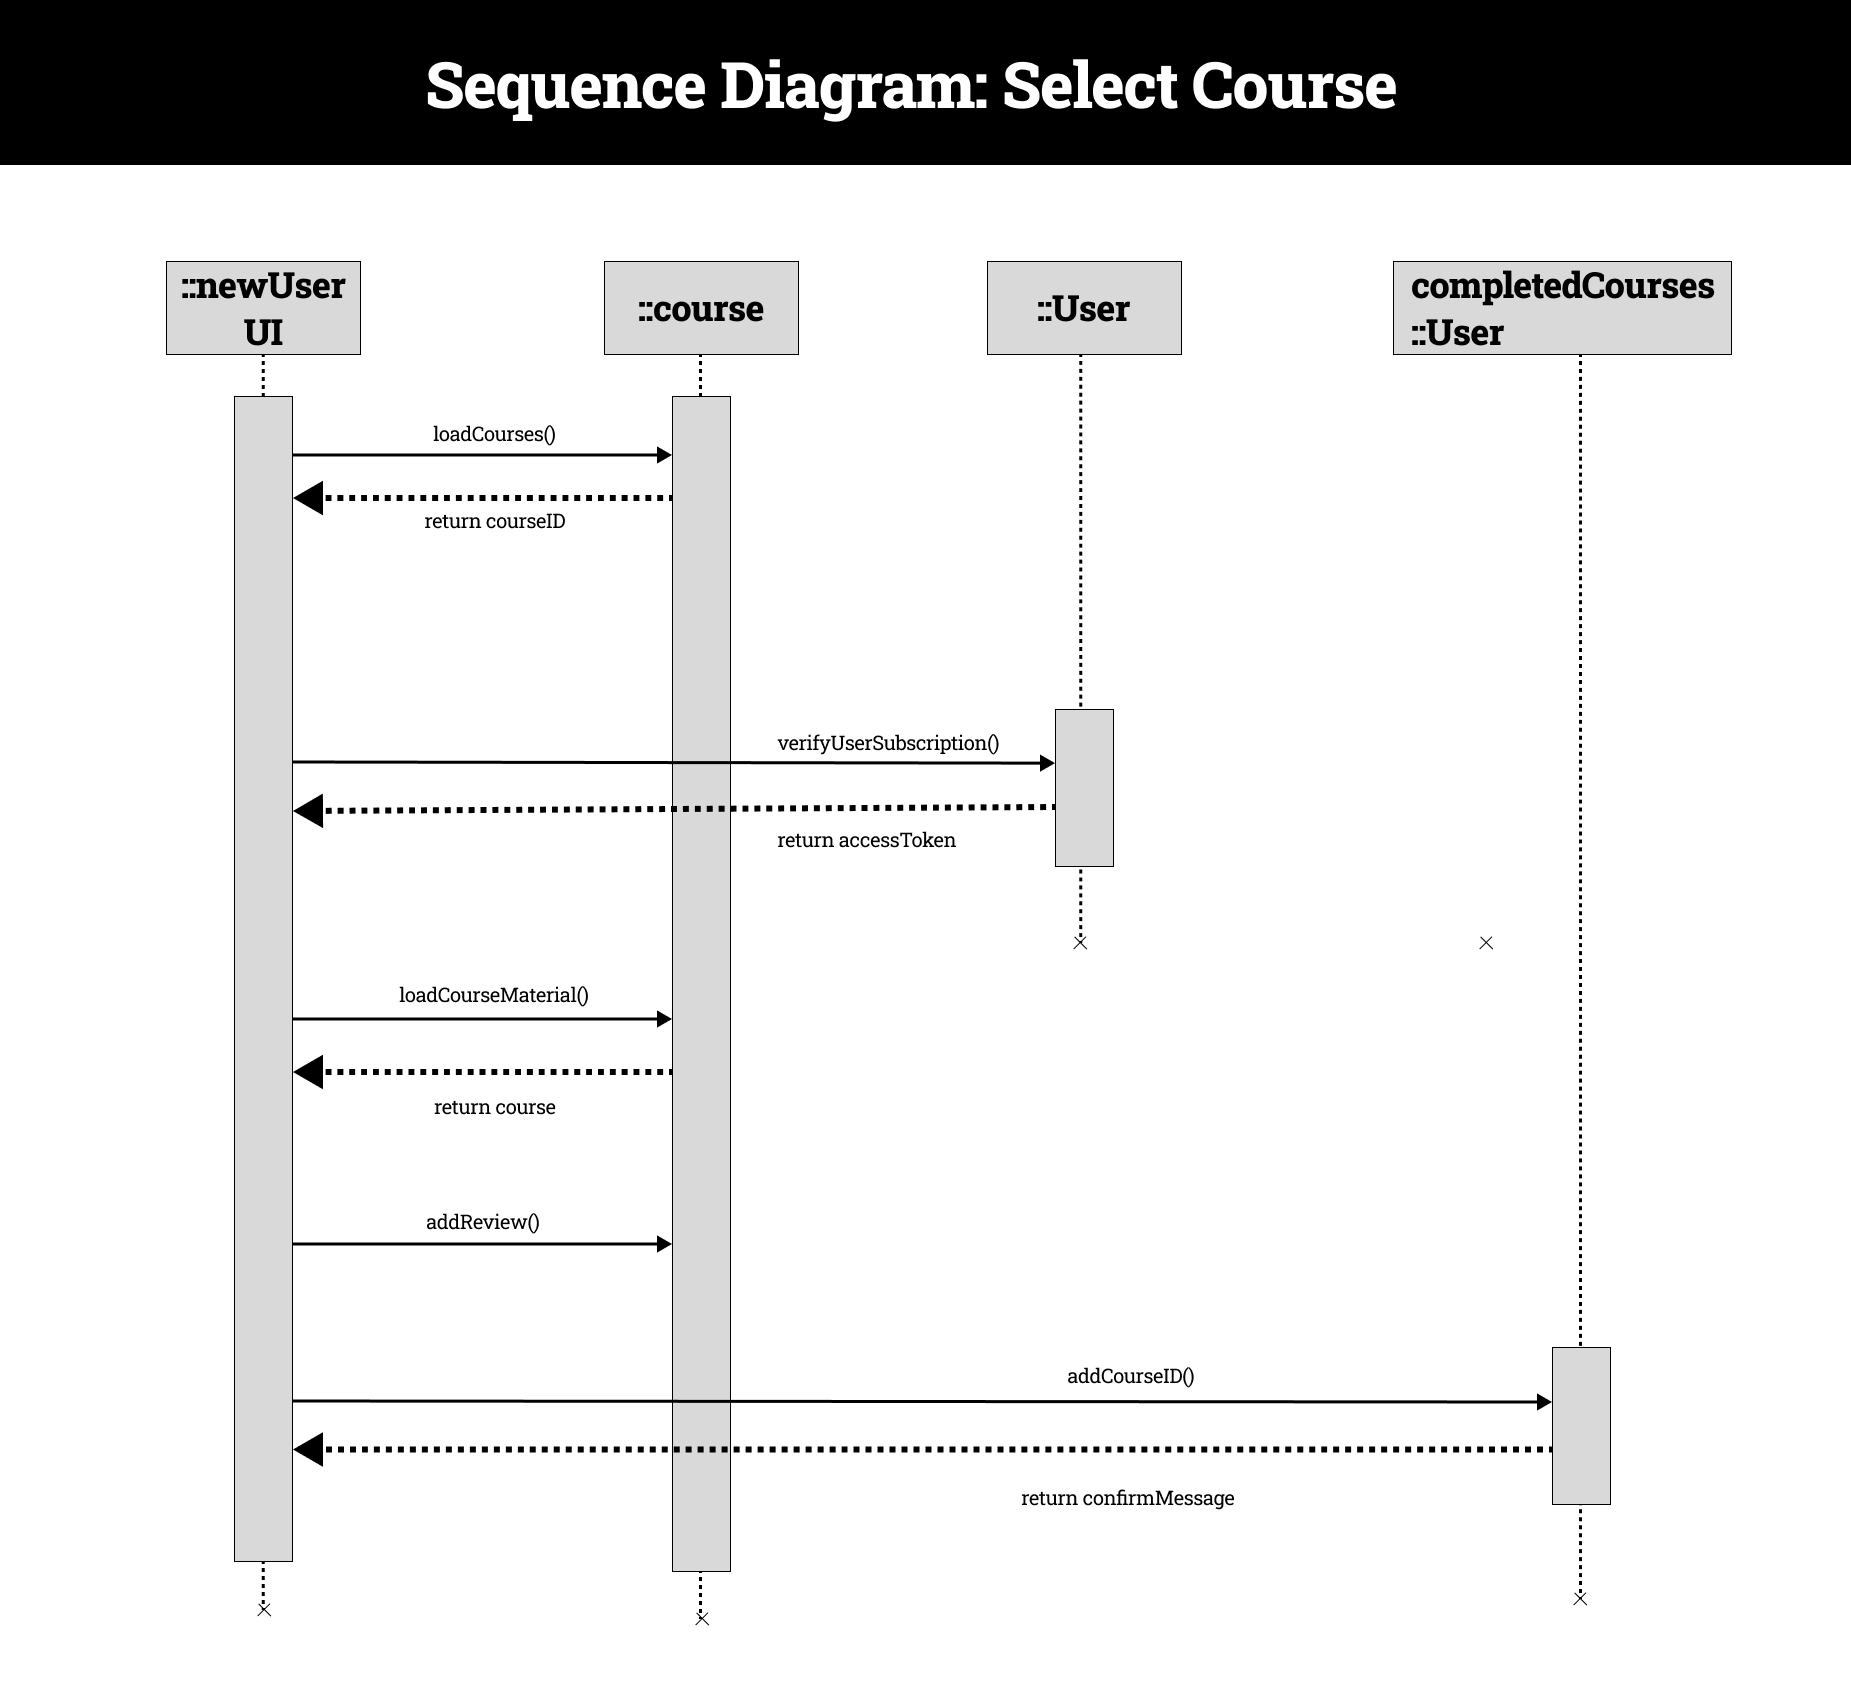 Sequence Diagram: Select Course
::newUser
UI
::course
::User
completedCourses
::User
loadCourses()
return courseID
verifyUserSubscription()
return accessToken
loadCourseMaterial()
return course
addReview()
addCourseID()
return confirmMessage